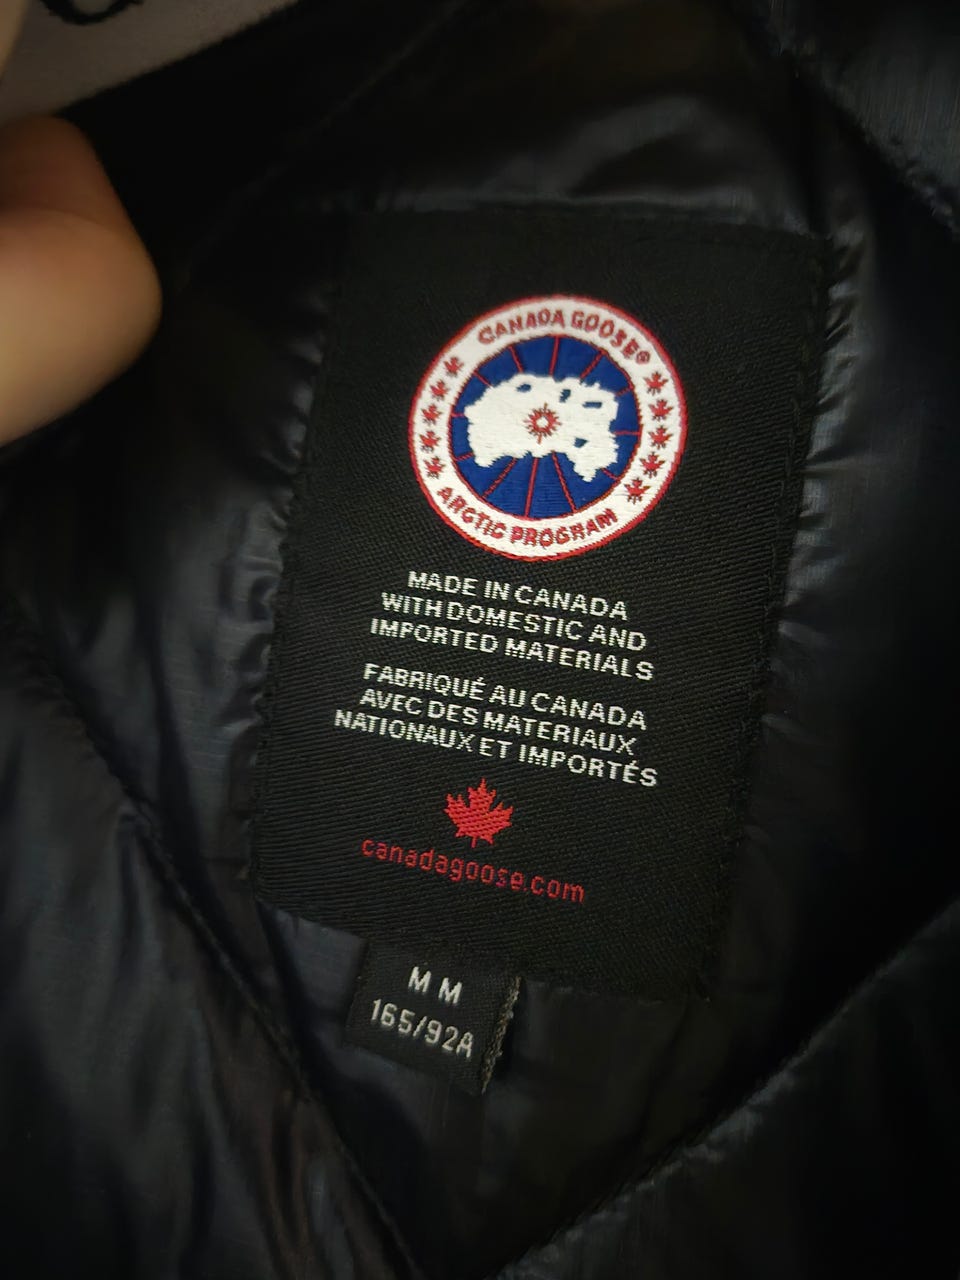 CANADA GOOSE®
ARCTIC PROGRAM
MADE IN CANADA
WITH DOMESTIC AND
IMPORTED MATERIALS
FABRIQUÉ AU CANADA
AVEC DES MATERIAUX
NATIONAUX ET IMPORTÉS
canadagoose.com
M M
165/92A